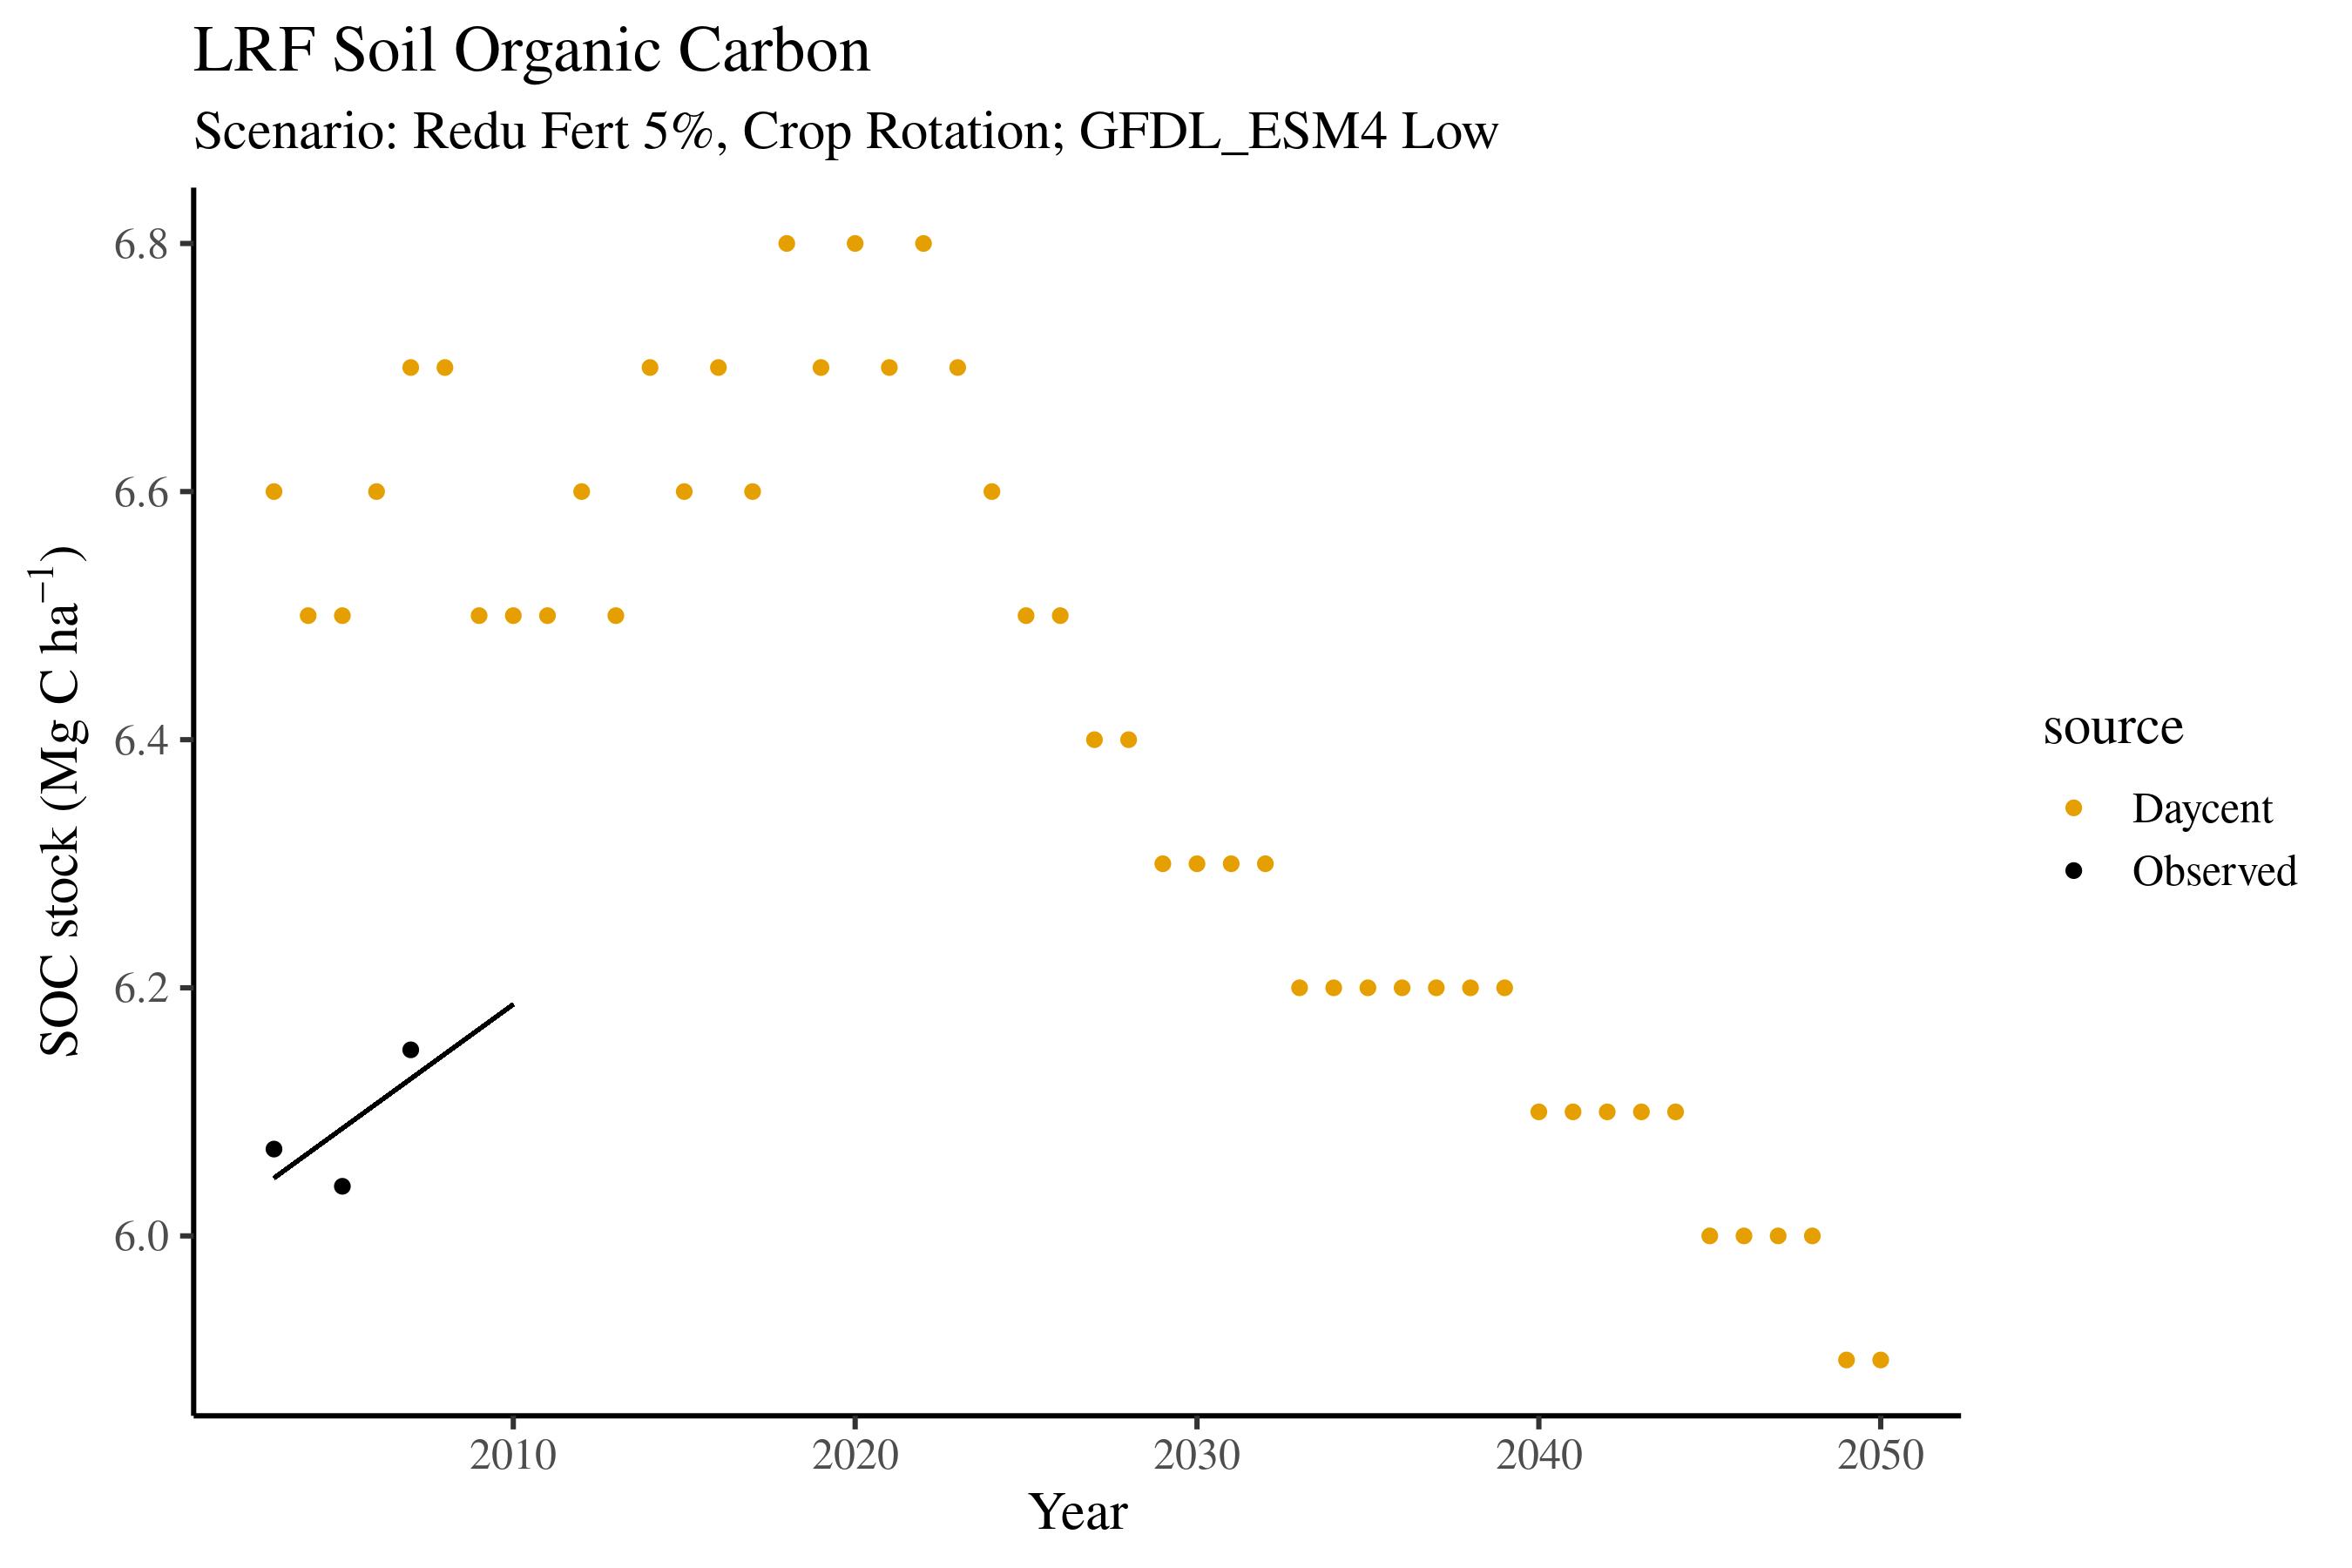 LRF Soil Organic Carbon
Scenario: Redu Fert 5%, Crop Rotation; GFDL_ESM4 Low
SOC stock (Mg C ha⁻¹)
6.8
6.6
6.4
6.2
6.0
2010 2020 2030 2040 2050
Year
source
Daycent
Observed